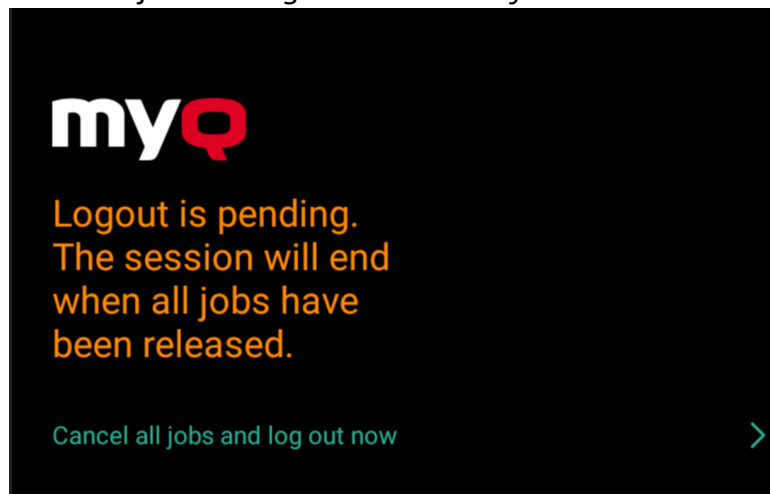 myQ
Logout is pending.
The session will end
when all jobs have
been released.
Cancel all jobs and log out now